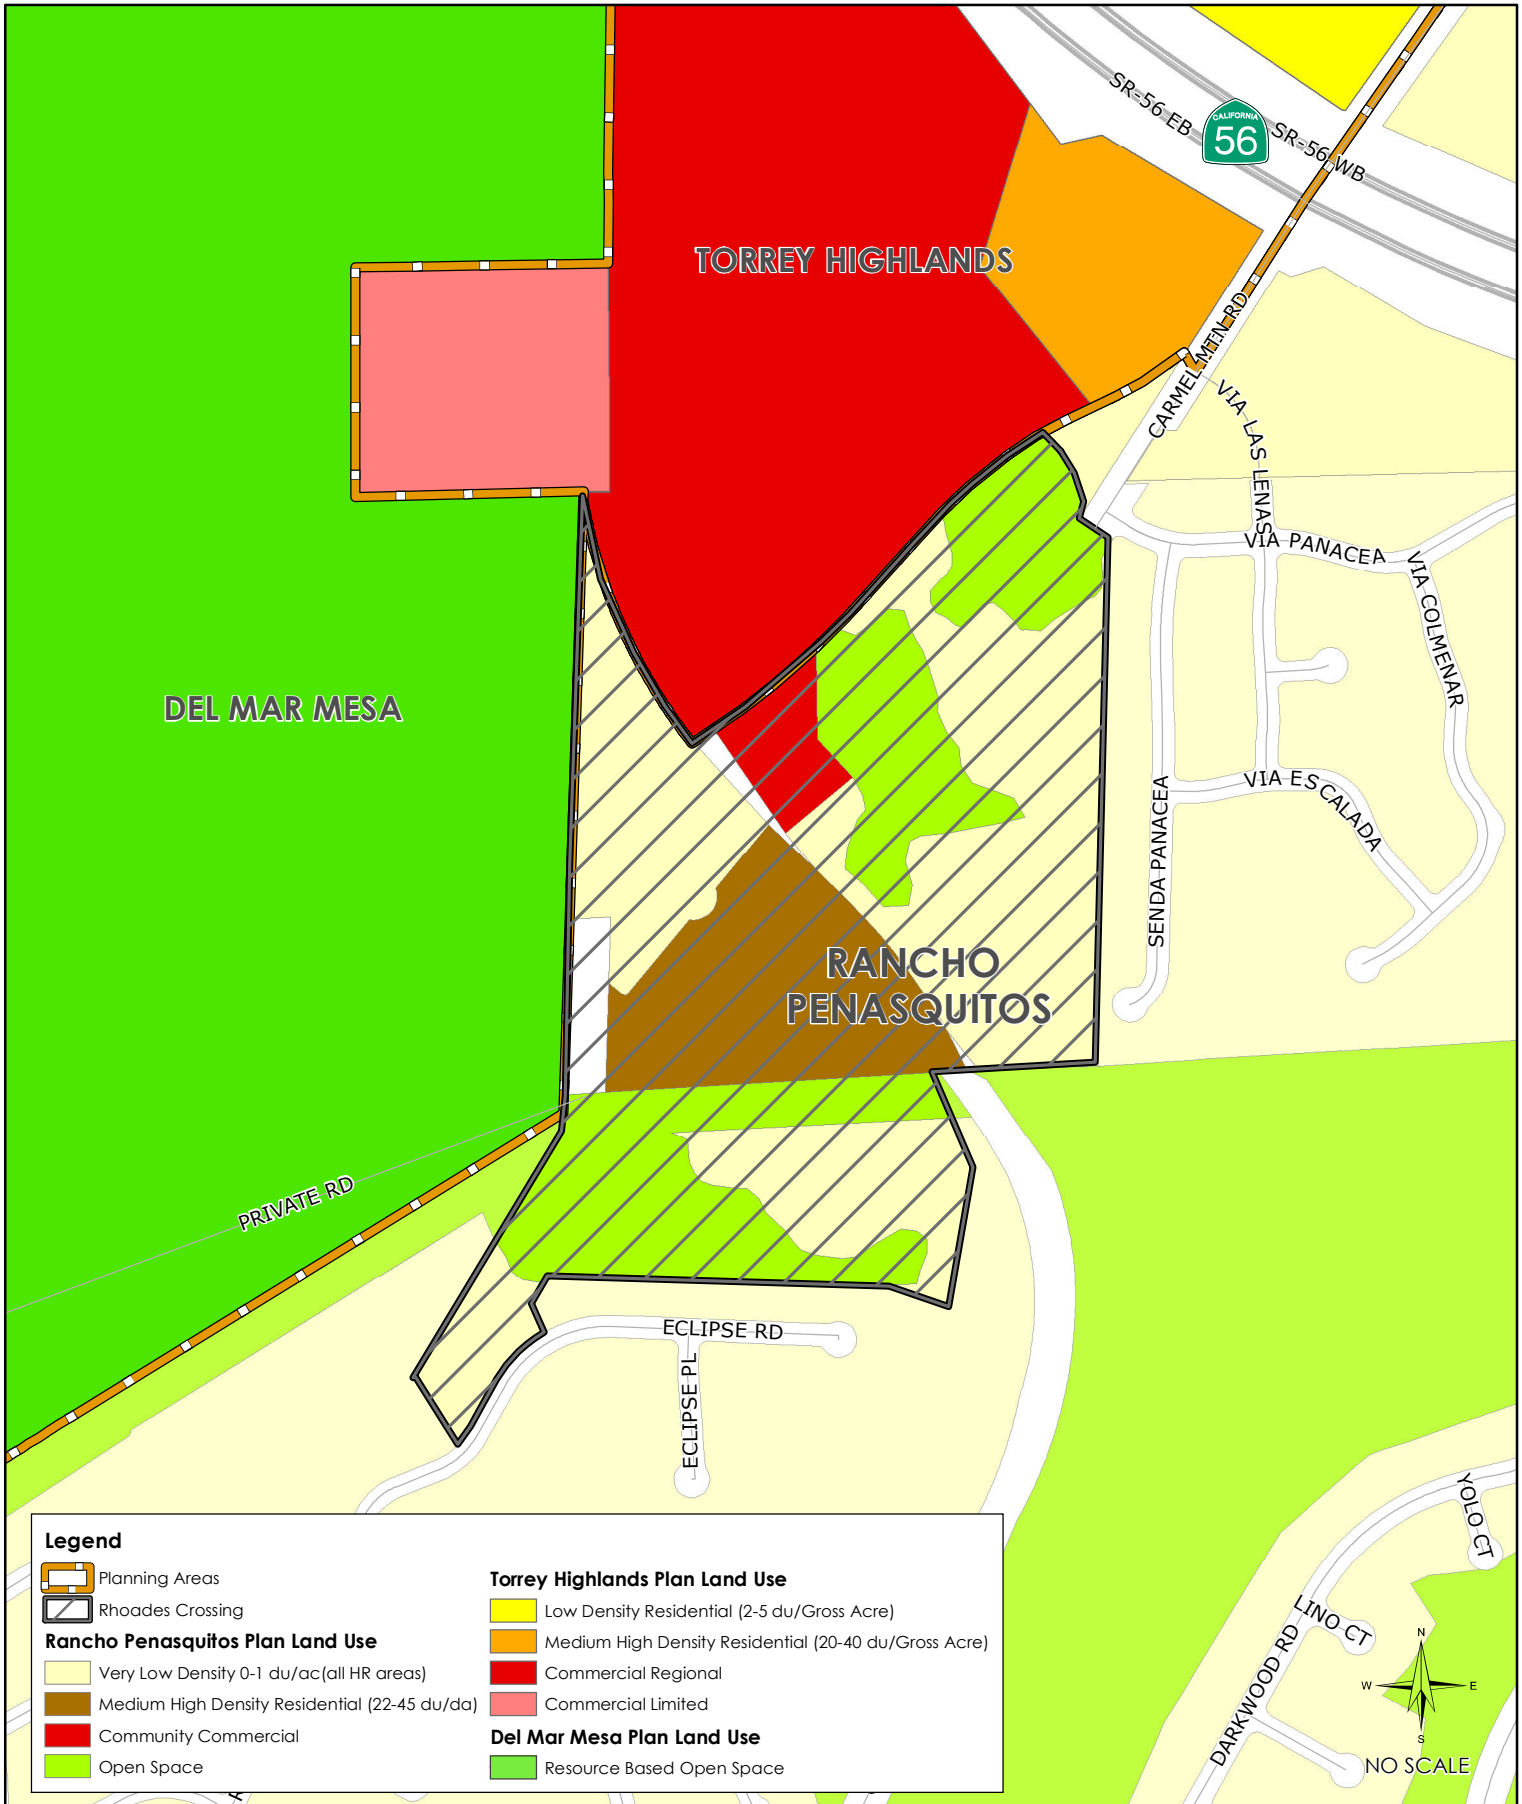 SR-56 EB
CALIFORNIA
56
SR-56 WB
TORREY HIGHLANDS
CARMEL MTN RD
VIA LAS LENAS
VIA PANACEA
VIA COLMENAR
DEL MAR MESA
VIA ESCALADA
SENDA PANACEA
RANCHO
PENASQUITOS
PRIVATE RD
ECLIPSE RD
ECLIPSE PL
YOLO CT
LINO CT
DARKWOOD RD
N
W
E
S
NO SCALE
Legend
Planning Areas
Rhoades Crossing
Rancho Penasquitos Plan Land Use
Very Low Density 0-1 du/ac(all HR areas)
Medium High Density Residential (22-45 du/da)
Community Commercial
Open Space
Torrey Highlands Plan Land Use
Low Density Residential (2-5 du/Gross Acre)
Medium High Density Residential (20-40 du/Gross Acre)
Commercial Regional
Commercial Limited
Del Mar Mesa Plan Land Use
Resource Based Open Space